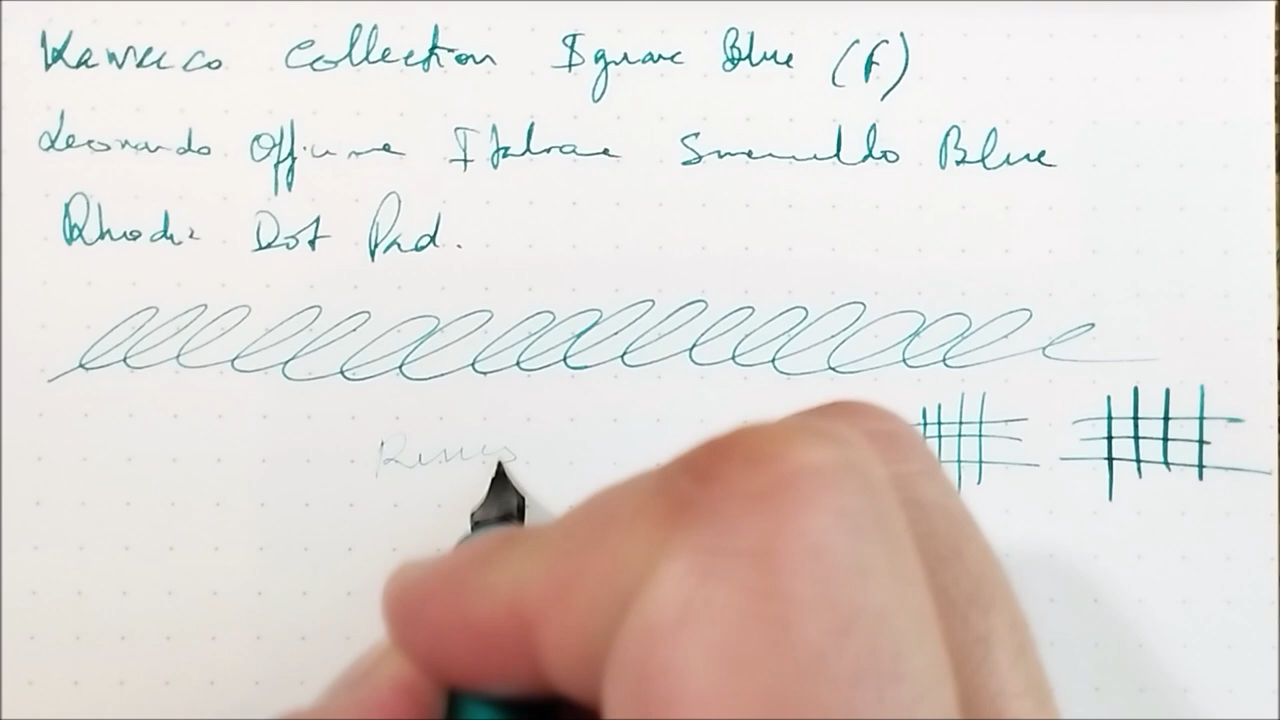 Kaweco Collection Iguana Blue (F)
Leonardo Officina Italiana Smeraldo Blue
Rhodia Dot Pad.